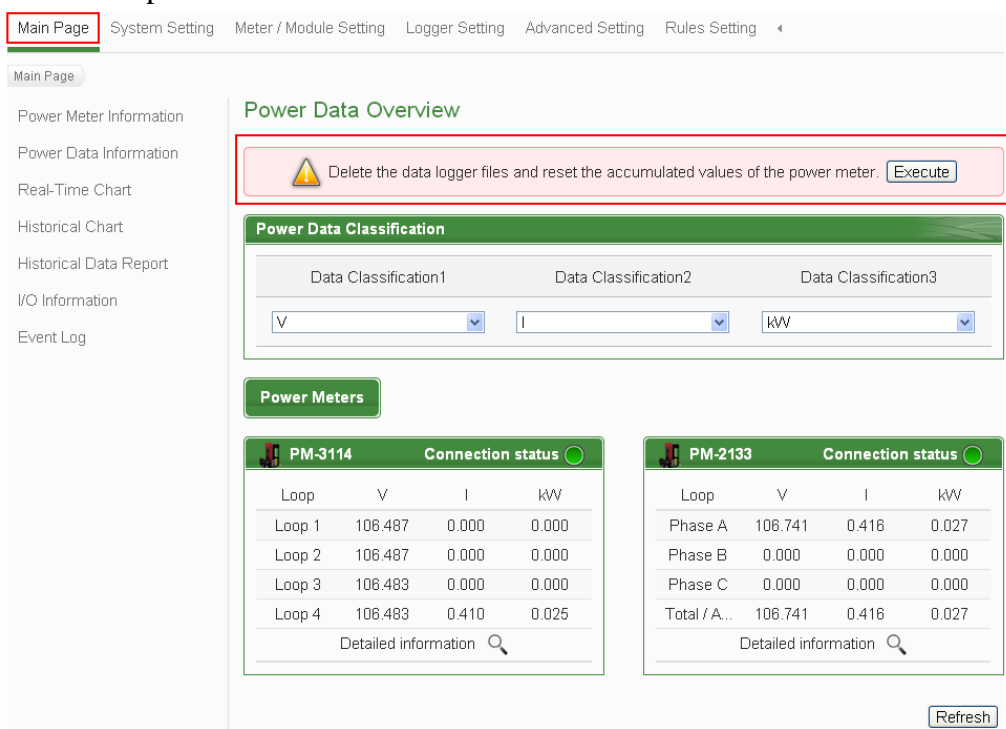 Main Page System Setting Meter / Module Setting Logger Setting Advanced Setting Rules Setting
Main Page
Power Meter Information
Power Data Information
Real-Time Chart
Historical Chart
Historical Data Report
I/O Information
Event Log
Power Data Overview
Delete the data logger files and reset the accumulated values of the power meter. Execute
Power Data Classification
Data Classification1 Data Classification2 Data Classification3
V I kW
Power Meters
PM-3114 Connection status
Loop V I kW
Loop 1 106.487 0.000 0.000
Loop 2 106.487 0.000 0.000
Loop 3 106.483 0.000 0.000
Loop 4 106.483 0.410 0.025
Detailed information
PM-2133 Connection status
Loop V I kW
Phase A 106.741 0.416 0.027
Phase B 0.000 0.000 0.000
Phase C 0.000 0.000 0.000
Total / A... 106.741 0.416 0.027
Detailed information
Refresh